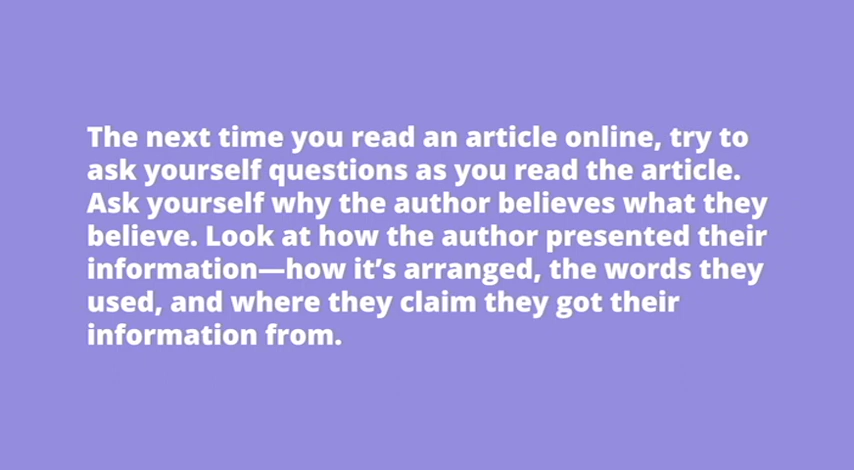 The next time you read an article online, try to
ask yourself questions as you read the article.
Ask yourself why the author believes what they
believe. Look at how the author presented their
information—how it’s arranged, the words they
used, and where they claim they got their
information from.